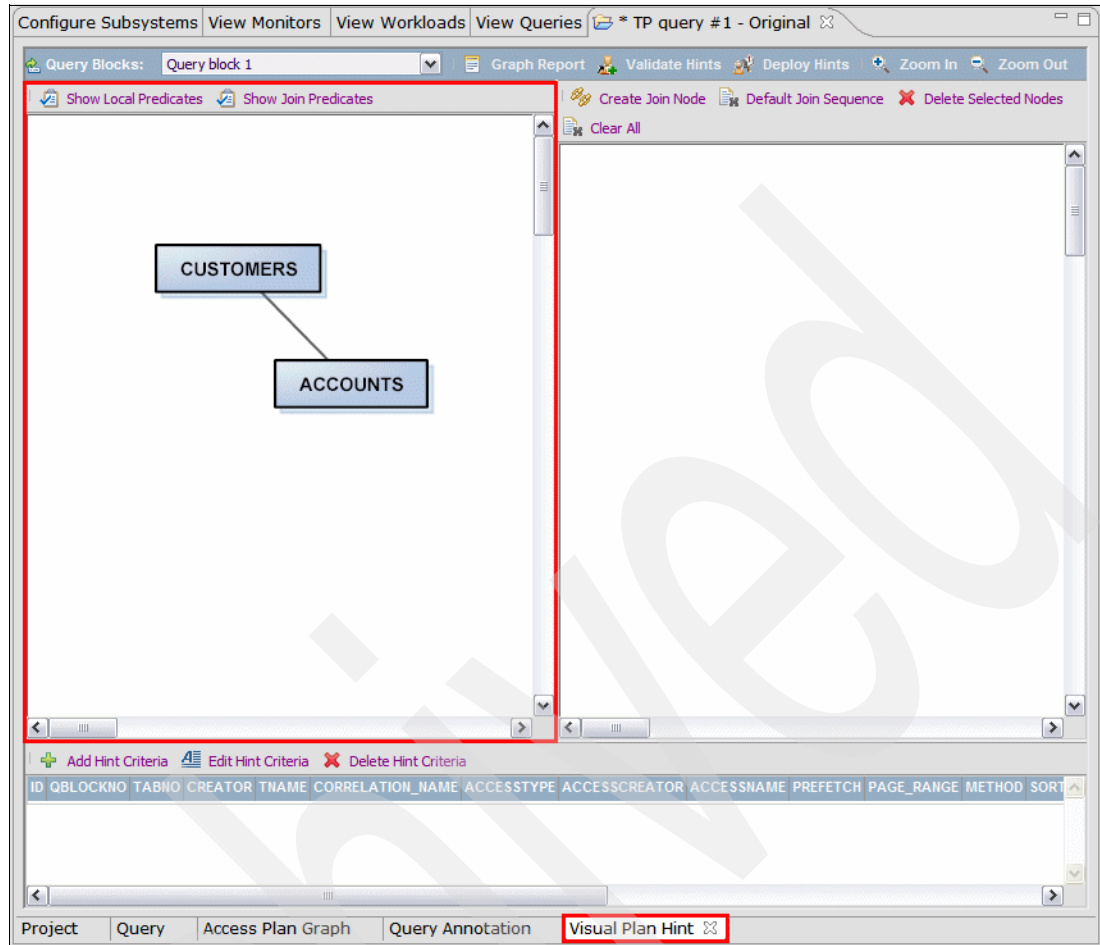 Configure Subsystems View Monitors View Workloads View Queries * TP query #1 - Original
Query Blocks: Query block 1 Graph Report Validate Hints Deploy Hints Zoom In Zoom Out
Show Local Predicates Show Join Predicates
Create Join Node Default Join Sequence Delete Selected Nodes
Clear All
CUSTOMERS
ACCOUNTS
Add Hint Criteria Edit Hint Criteria Delete Hint Criteria
ID QBLOCKNO TABNO CREATOR TNAME CORRELATION_NAME ACCESSTYPE ACCESSCREATOR ACCESSNAME PREFETCH PAGE_RANGE METHOD SORT
Project Query Access Plan Graph Query Annotation Visual Plan Hint
hived